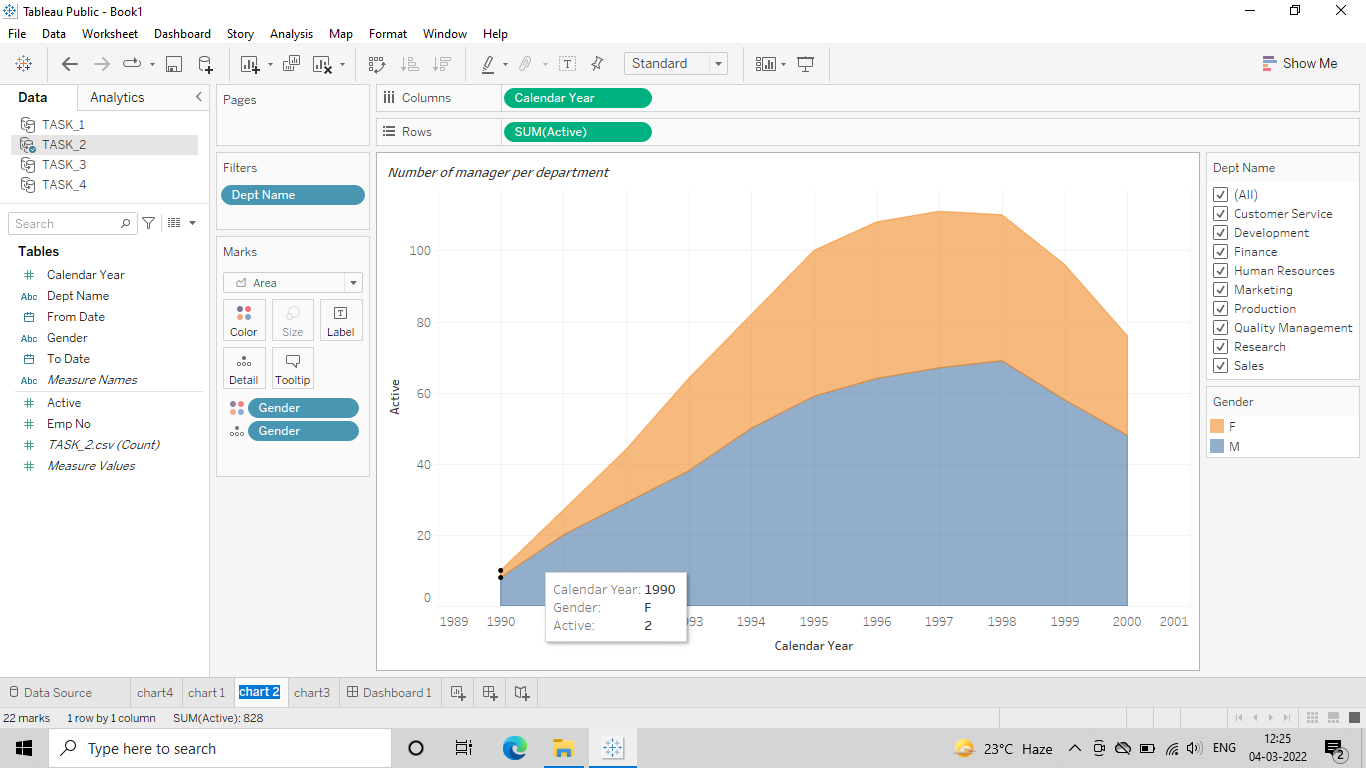 Tableau Public - Book1
File Data Worksheet Dashboard Story Analysis Map Format Window Help
Standard Show Me
Data Analytics
TASK_1
TASK_2
TASK_3
TASK_4
Search
Tables
Calendar Year
Abc Dept Name
From Date
Abc Gender
To Date
Abc Measure Names
Active
Emp No
TASK_2.csv (Count)
Measure Values
Pages
Filters
Dept Name
Marks
Area
Color Size Label
Detail Tooltip
Gender
Gender
Columns Calendar Year
Rows SUM(Active)
Number of manager per department
Active
100
80
60
40
20
0
Calendar Year: 1990
Gender: F
Active: 2
1989 1990 993 1994 1995 1996 1997 1998 1999 2000 2001
Calendar Year
Dept Name
(All)
Customer Service
Development
Finance
Human Resources
Marketing
Production
Quality Management
Research
Sales
Gender
F
M
Data Source chart4 chart 1 chart 2 chart3 Dashboard 1
22 marks 1 row by 1 column SUM(Active): 828
Type here to search
23°C Haze
ENG
12:25
04-03-2022
2